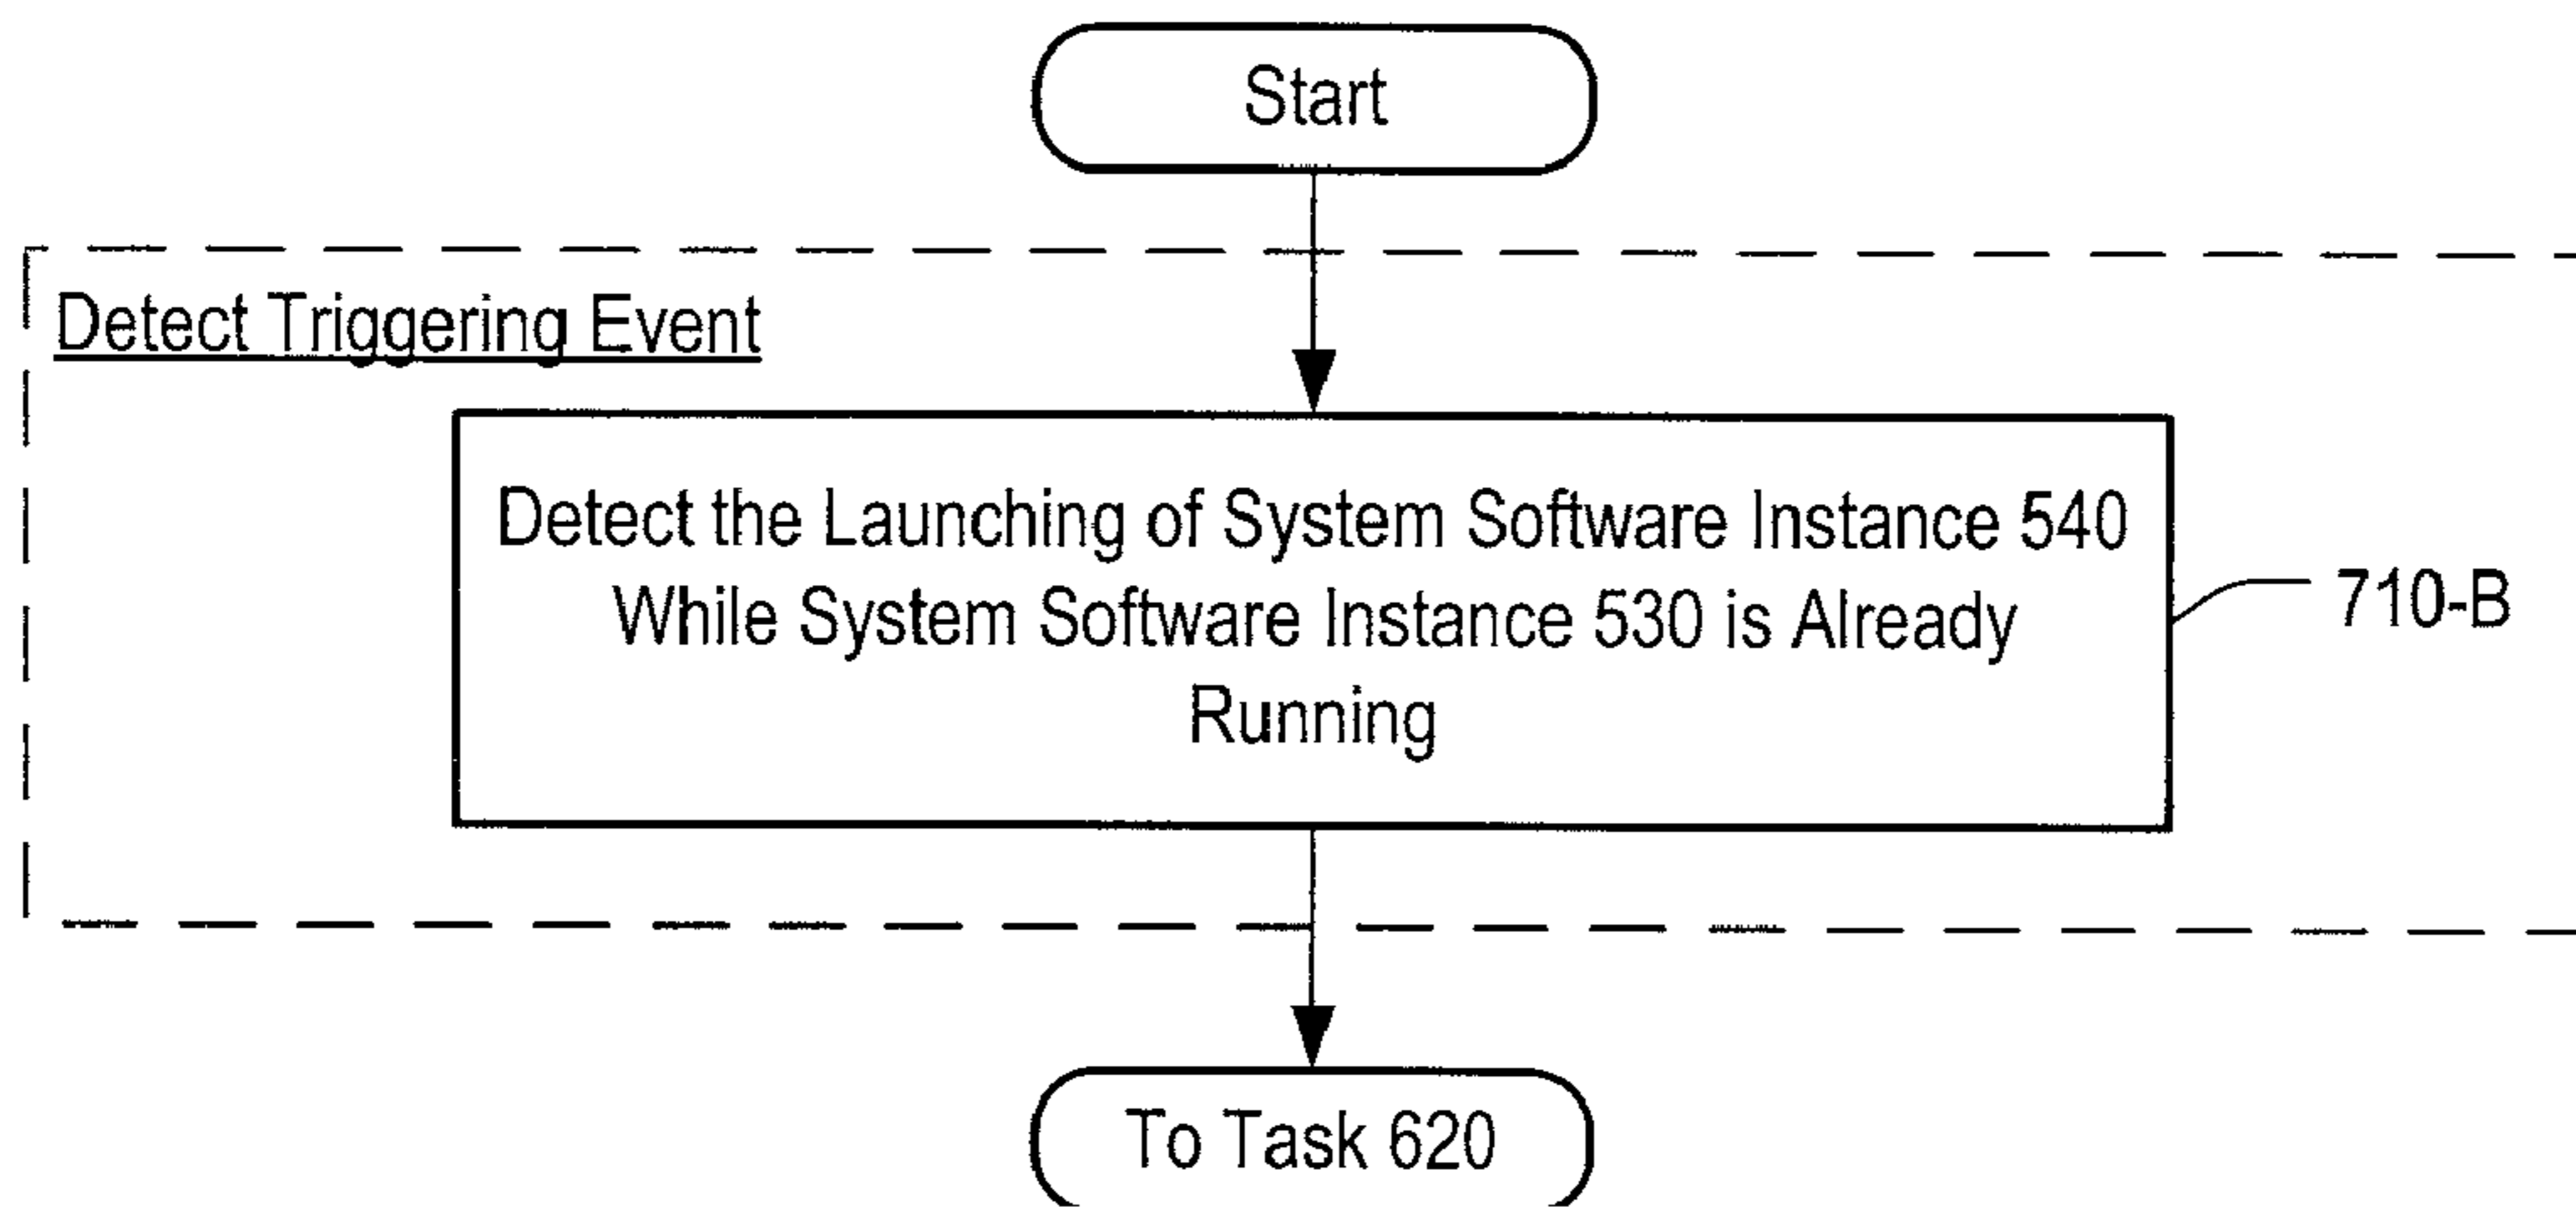 Start
Detect Triggering Event
Detect the Launching of System Software Instance 540
While System Software Instance 530 is Already
Running
710-B
To Task 620